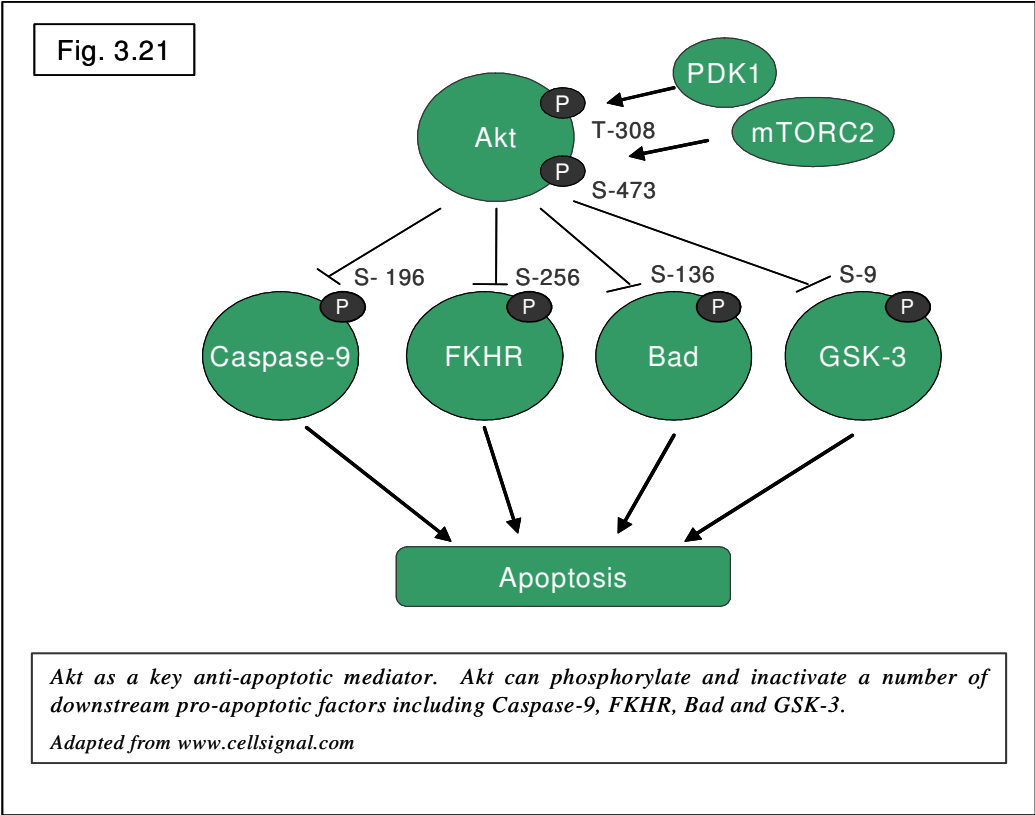 Fig. 3.21
PDK1
P
Akt
T-308
mTORC2
P
S-473
S- 196
S-256
S-136
S-9
P
P
P
P
Caspase-9
FKHR
Bad
GSK-3
Apoptosis
Akt as a key anti-apoptotic mediator. Akt can phosphorylate and inactivate a number of
downstream pro-apoptotic factors including Caspase-9, FKHR, Bad and GSK-3.
Adapted from www.cellsignal.com